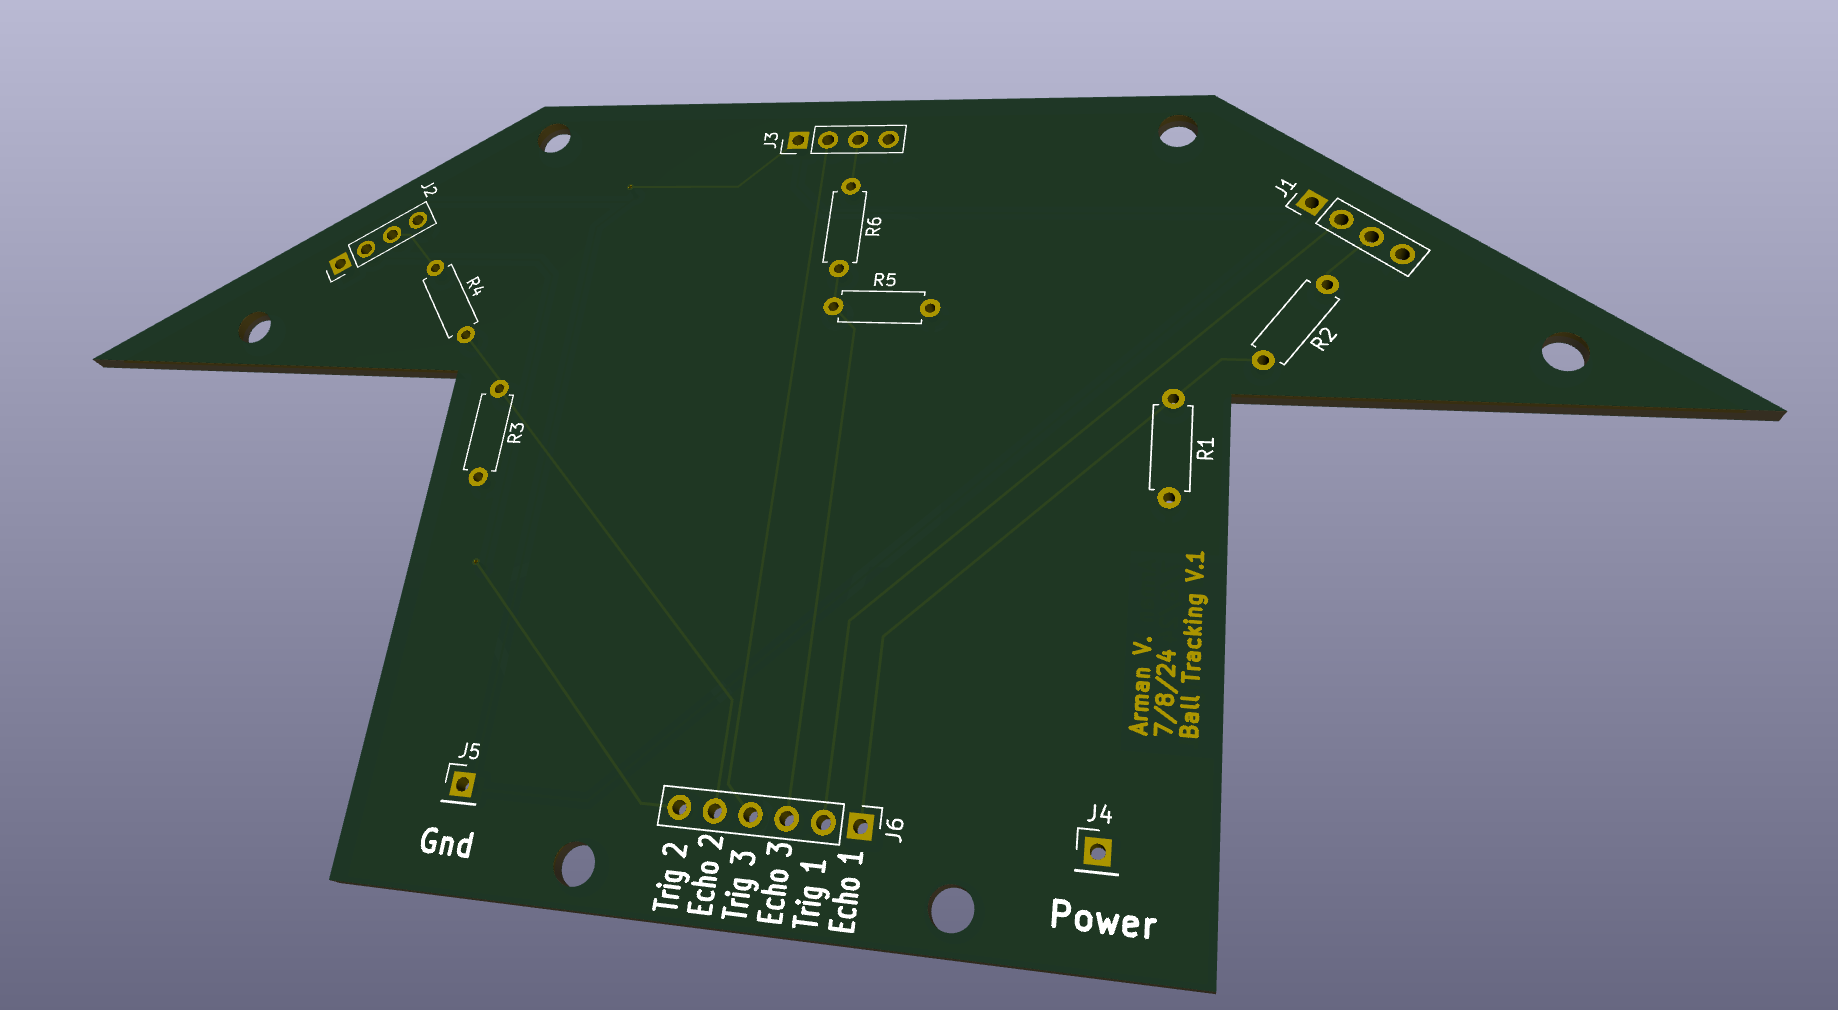 J3
J2
J1
R6
R4
R5
R2
R3
R1
Arman V.
7/8/24
Ball Tracking V.1
J5
Gnd
J6
Trig 2
Echo 2
Trig 3
Echo 3
Trig 1
Echo 1
J4
Power